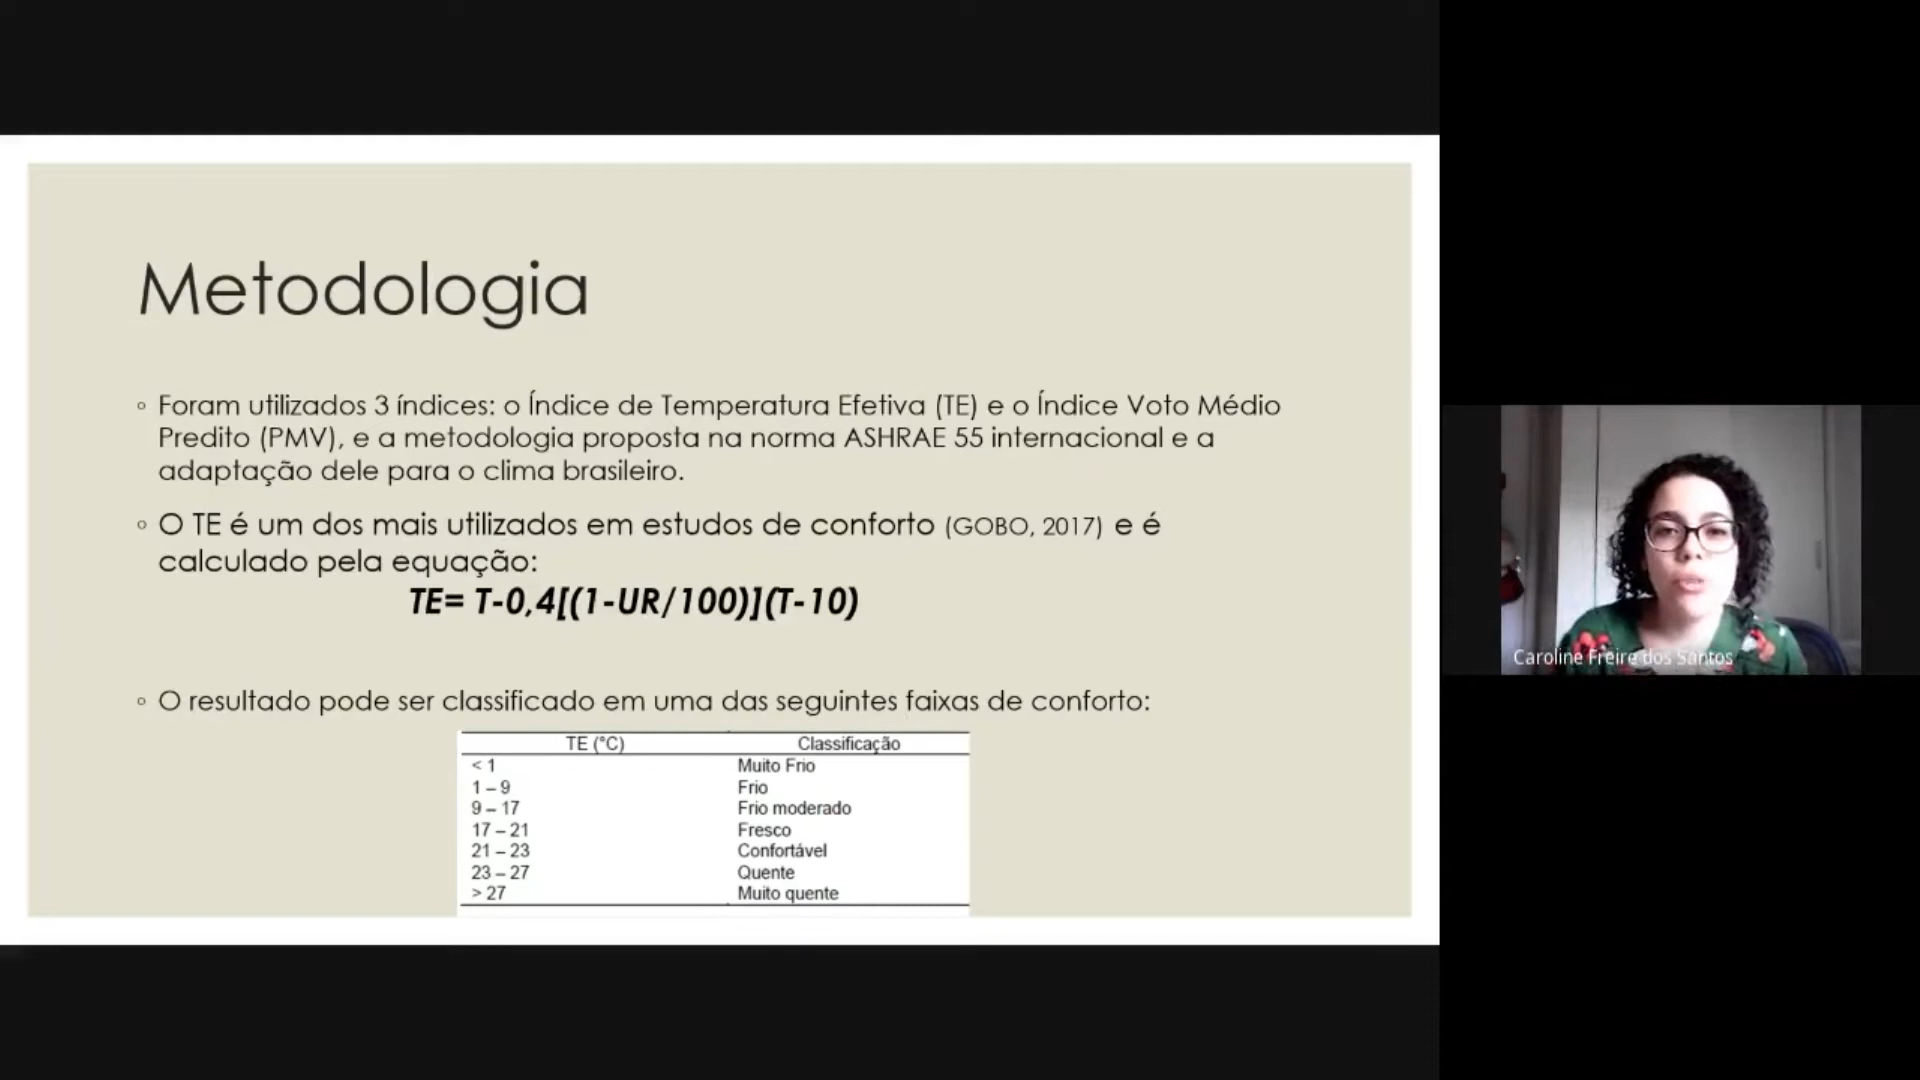 Metodologia
Foram utilizados 3 índices: o Índice de Temperatura Efetiva (TE) e o Índice Voto Médio
Predito (PMV), e a metodologia proposta na norma ASHRAE 55 internacional e a
adaptação dele para o clima brasileiro.
O TE é um dos mais utilizados em estudos de conforto (GOBO, 2017) e é
calculado pela equação:
TE= T-0,4[(1-UR/100)](T-10)
O resultado pode ser classificado em uma das seguintes faixas de conforto:
TE (°C) Classificação
< 1 Muito Frio
1 – 9 Frio
9 – 17 Frio moderado
17 – 21 Fresco
21 – 23 Confortável
23 – 27 Quente
> 27 Muito quente
Caroline Freire dos Santos